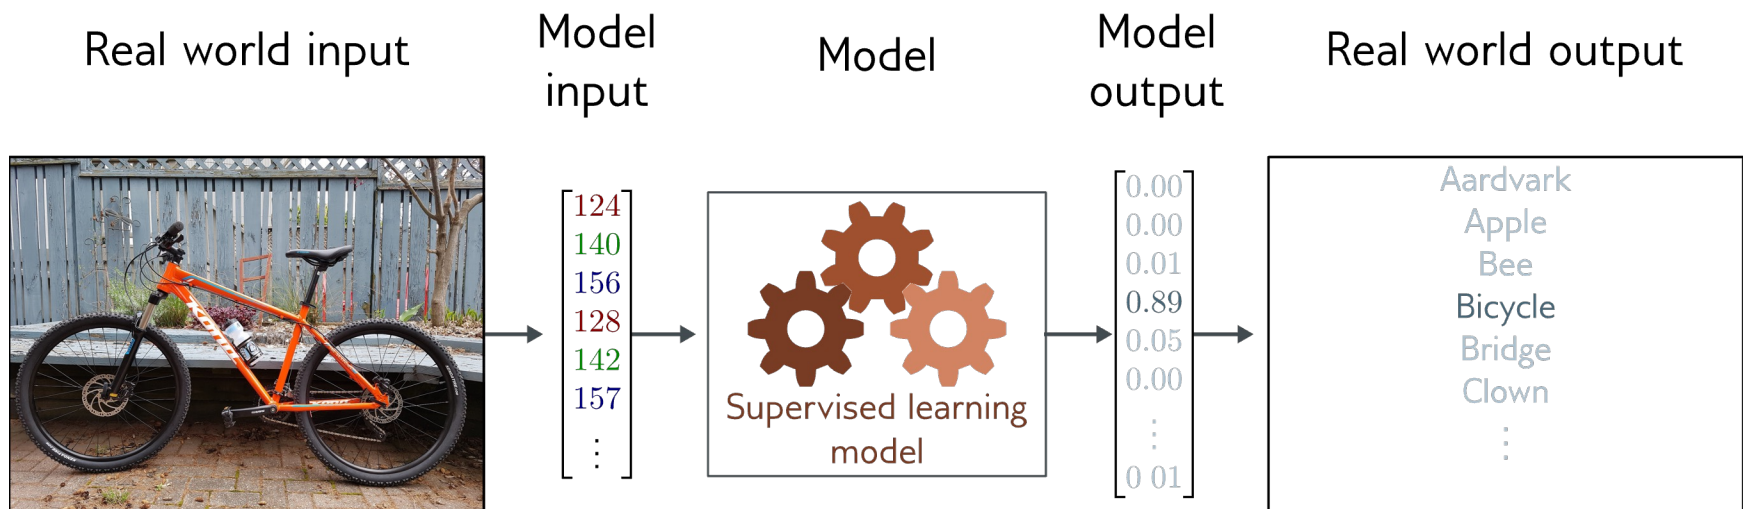 Real world input
Model
input
Model
Model
output
Real world output
KONA
124
140
156
128
142
157
⋮
Supervised learning
model
0.00
0.00
0.01
0.89
0.05
0.00
⋮
0 01
Aardvark
Apple
Bee
Bicycle
Bridge
Clown
⋮